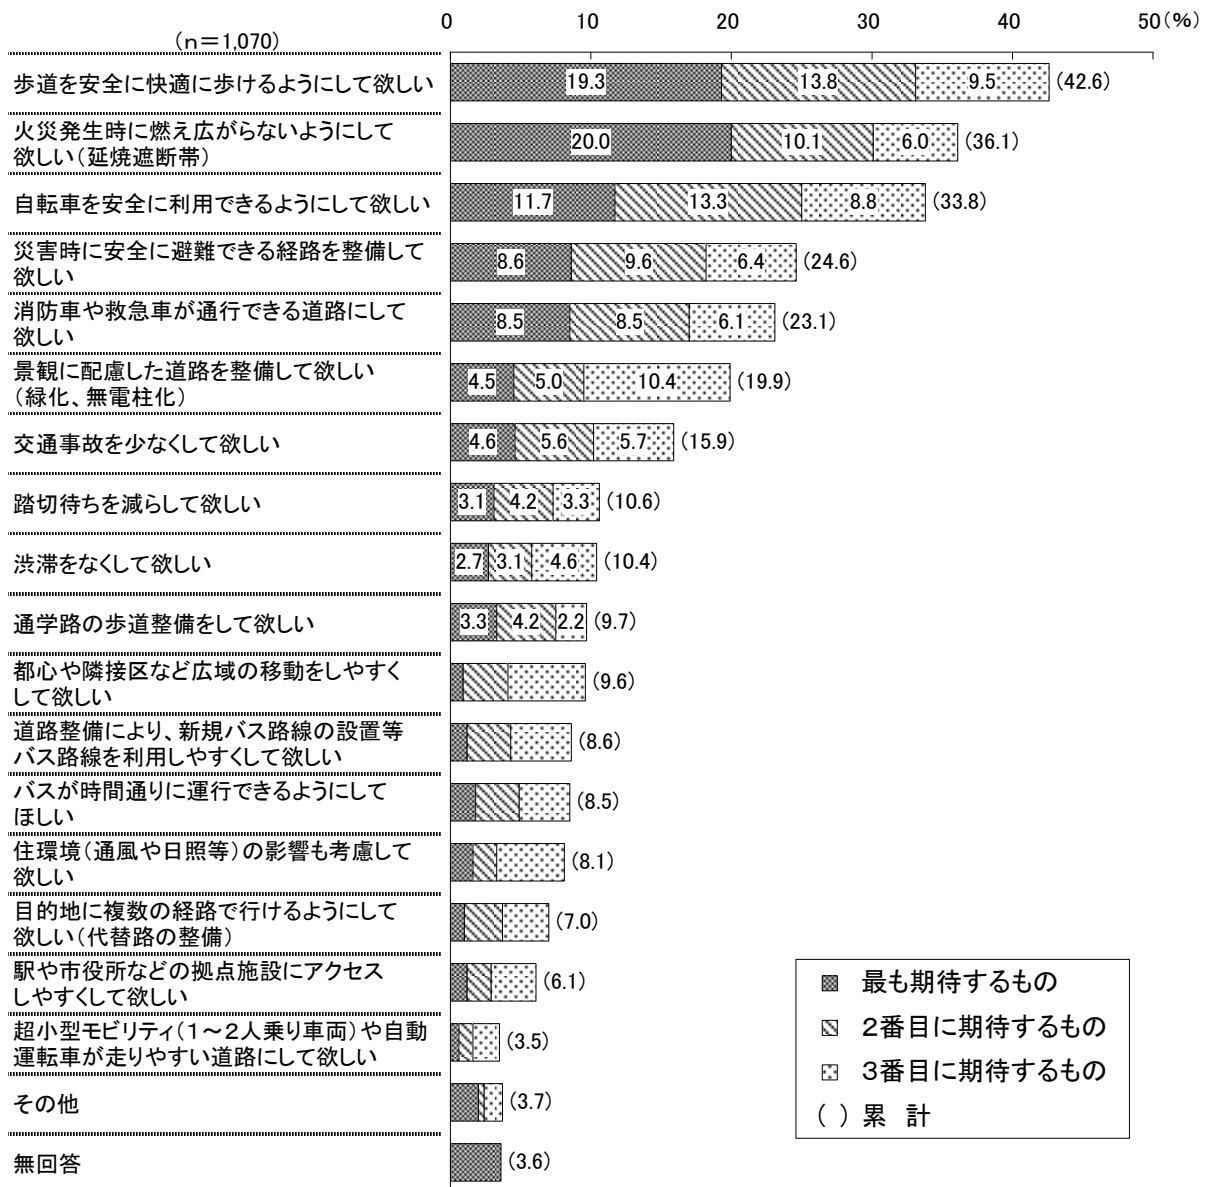 0 10 20 30 40 50(%)
(n=1,070)
歩道を安全に快適に歩けるようにして欲しい 19.3 13.8 9.5 (42.6)
火災発生時に燃え広がらないようにして
欲しい(延焼遮断帯) 20.0 10.1 6.0 (36.1)
自転車を安全に利用できるようにして欲しい 11.7 13.3 8.8 (33.8)
災害時に安全に避難できる経路を整備して
欲しい 8.6 9.6 6.4 (24.6)
消防車や救急車が通行できる道路にして
欲しい 8.5 8.5 6.1 (23.1)
景観に配慮した道路を整備して欲しい
(緑化、無電柱化) 4.5 5.0 10.4 (19.9)
交通事故を少なくして欲しい 4.6 5.6 5.7 (15.9)
踏切待ちを減らして欲しい 3.1 4.2 3.3 (10.6)
渋滞をなくして欲しい 2.7 3.1 4.6 (10.4)
通学路の歩道整備をして欲しい 3.3 4.2 2.2 (9.7)
都心や隣接区など広域の移動をしやすく
して欲しい (9.6)
道路整備により、新規バス路線の設置等
バス路線を利用しやすくして欲しい (8.6)
バスが時間通りに運行できるようにして
ほしい (8.5)
住環境(通風や日照等)の影響も考慮して
欲しい (8.1)
目的地に複数の経路で行けるようにして
欲しい(代替路の整備) (7.0)
駅や市役所などの拠点施設にアクセス
しやすくして欲しい (6.1)
超小型モビリティ(1～2人乗り車両)や自動
運転車が走りやすい道路にして欲しい (3.5)
その他 (3.7)
無回答 (3.6)
最も期待するもの
2番目に期待するもの
3番目に期待するもの
( ) 累 計